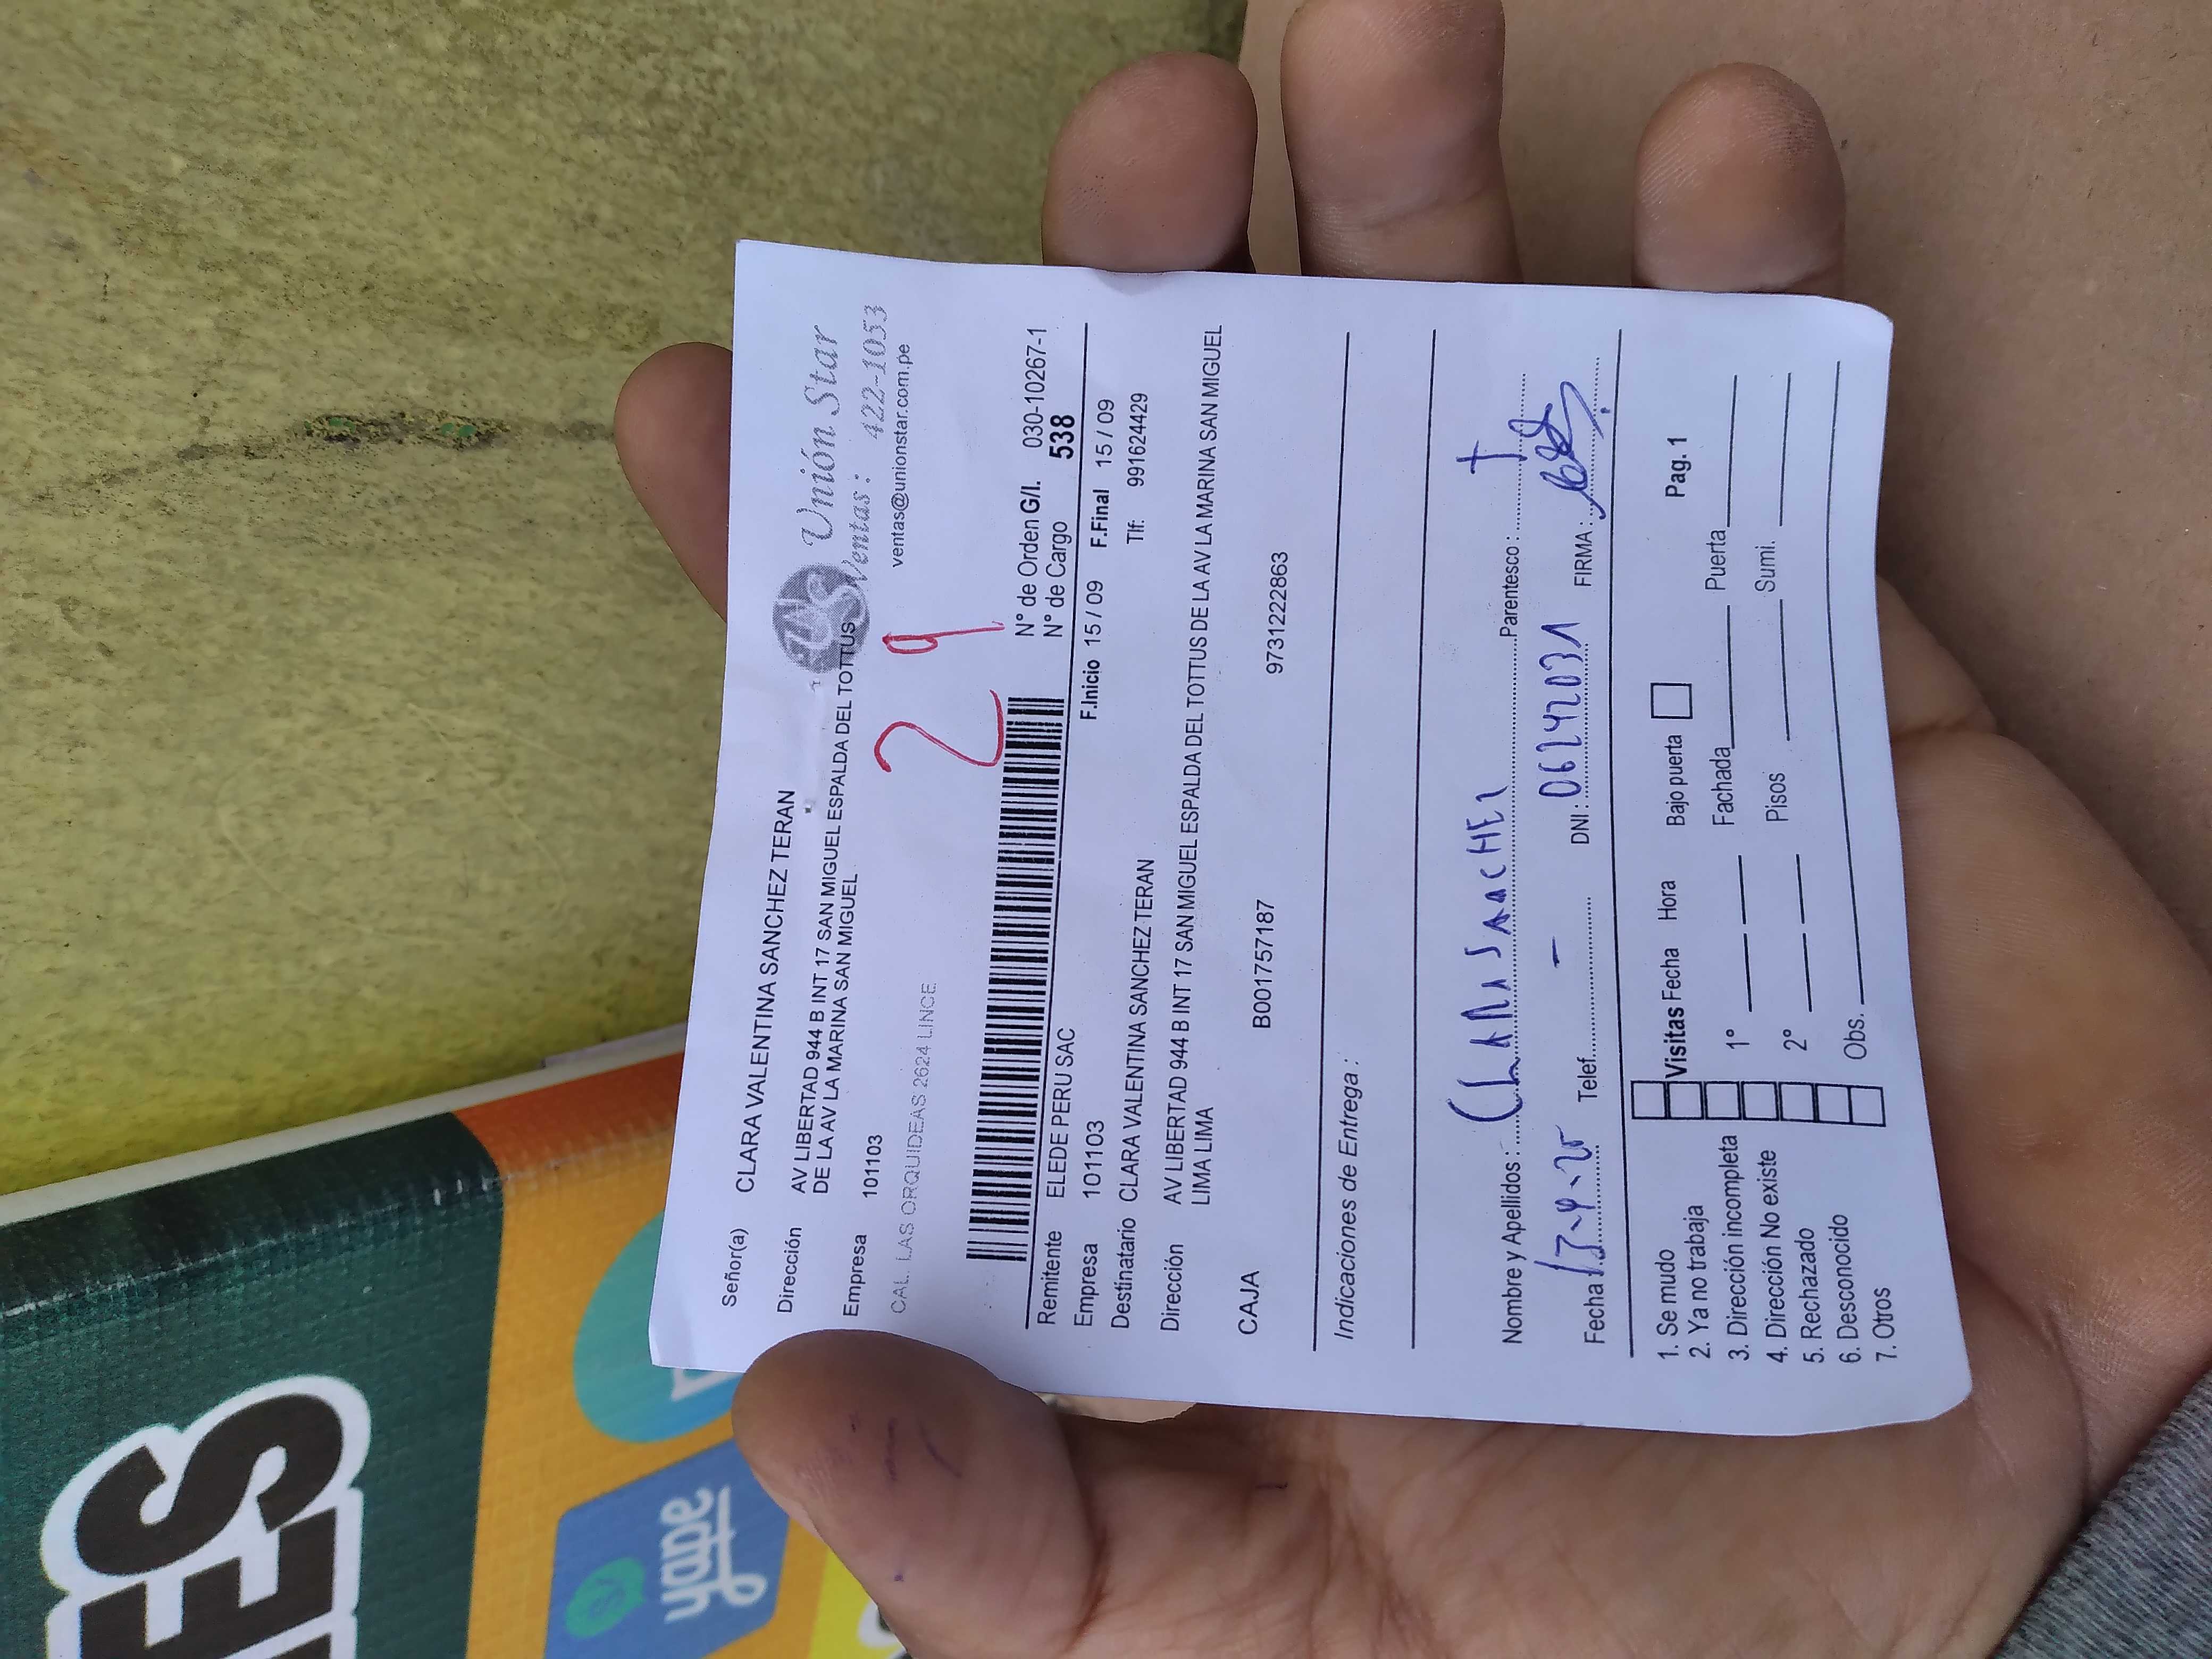 Señor(a) CLARA VALENTINA SANCHEZ TERAN
Unión Star
Ventas: 422-1053
ventas@unionstar.com.pe
Dirección AV LIBERTAD 944 B INT 17 SAN MIGUEL ESPALDA DEL TOTTUS
DE LA AV LA MARINA SAN MIGUEL
Empresa 101103
CAL. LAS ORQUIDEAS 2624 LINCE
29
N° de Orden G/I. 030-10267-1
N° de Cargo 538
Remitente ELEDE PERU SAC
F.Inicio 15 / 09 F.Final 15 / 09
Empresa 101103
Tlf: 991624429
Destinatario CLARA VALENTINA SANCHEZ TERAN
Dirección AV LIBERTAD 944 B INT 17 SAN MIGUEL ESPALDA DEL TOTTUS DE LA AV LA MARINA SAN MIGUEL
LIMA LIMA
CAJA B001757187 9731222863
Indicaciones de Entrega :
Nombre y Apellidos : CLARA SANCHEZ Parentesco : T
Fecha Telef. - DNI : 06242031 FIRMA :
1. Se mudo
2. Ya no trabaja
3. Dirección incompleta
4. Dirección No existe
5. Rechazado
6. Desconocido
7. Otros
Visitas Fecha Hora Bajo puerta Pag. 1
1° Fachada Puerta
2° Pisos Sumi.
Obs.
ES
yape
S/